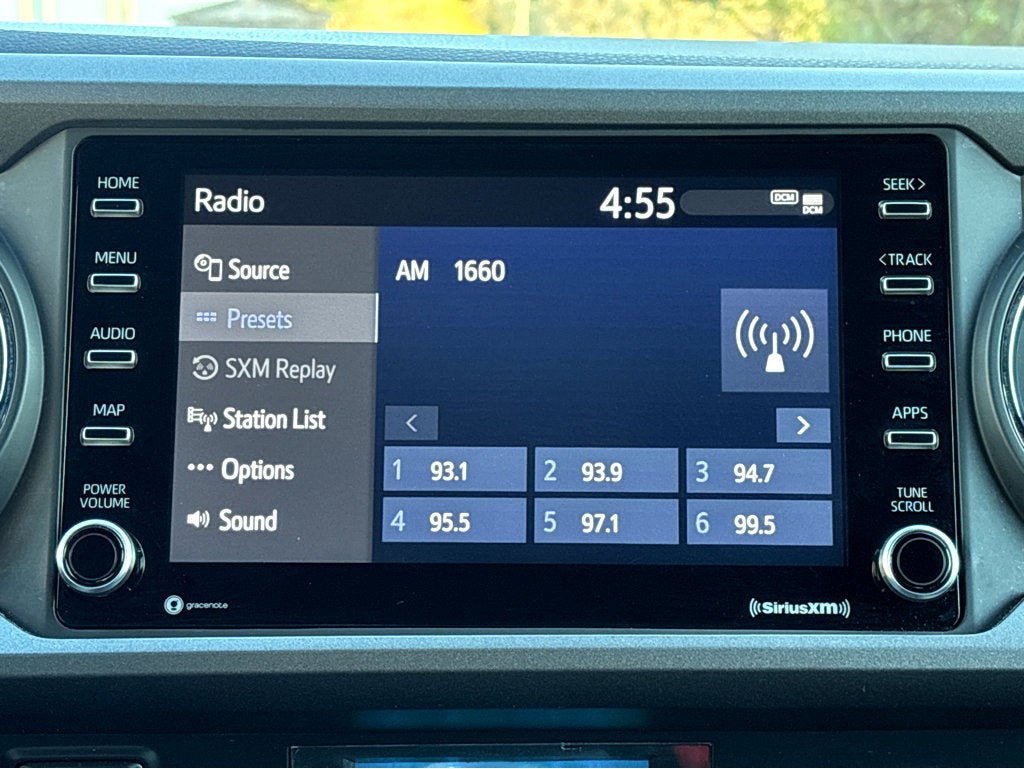 HOME
MENU
AUDIO
MAP
POWER
VOLUME
Radio
4:55
DCM
DCM
Source
Presets
SXM Replay
Station List
Options
Sound
AM 1660
<
>
1 93.1
2 93.9
3 94.7
4 95.5
5 97.1
6 99.5
SEEK >
< TRACK
PHONE
APPS
TUNE
SCROLL
gracenote
((SiriusXM))